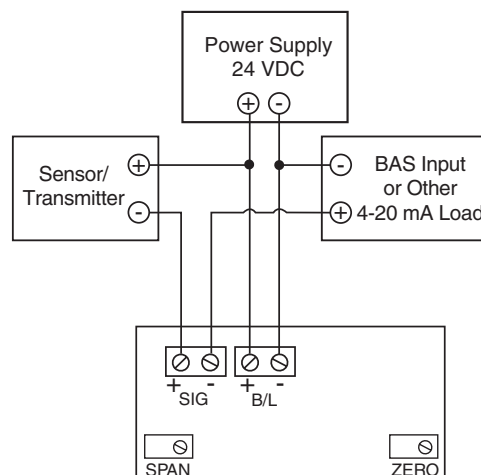 Power Supply
24 VDC
+ -
Sensor/
Transmitter
+
-
BAS Input
or Other
4-20 mA Load
-
+
+ - + -
SIG B/L
SPAN ZERO